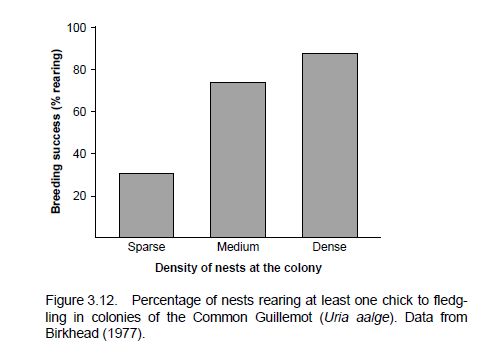 100
80
60
40
20
Breeding success (% rearing)
Sparse Medium Dense
Density of nests at the colony
Figure 3.12. Percentage of nests rearing at least one chick to fledg-
ling in colonies of the Common Guillemot (Uria aalge). Data from
Birkhead (1977).